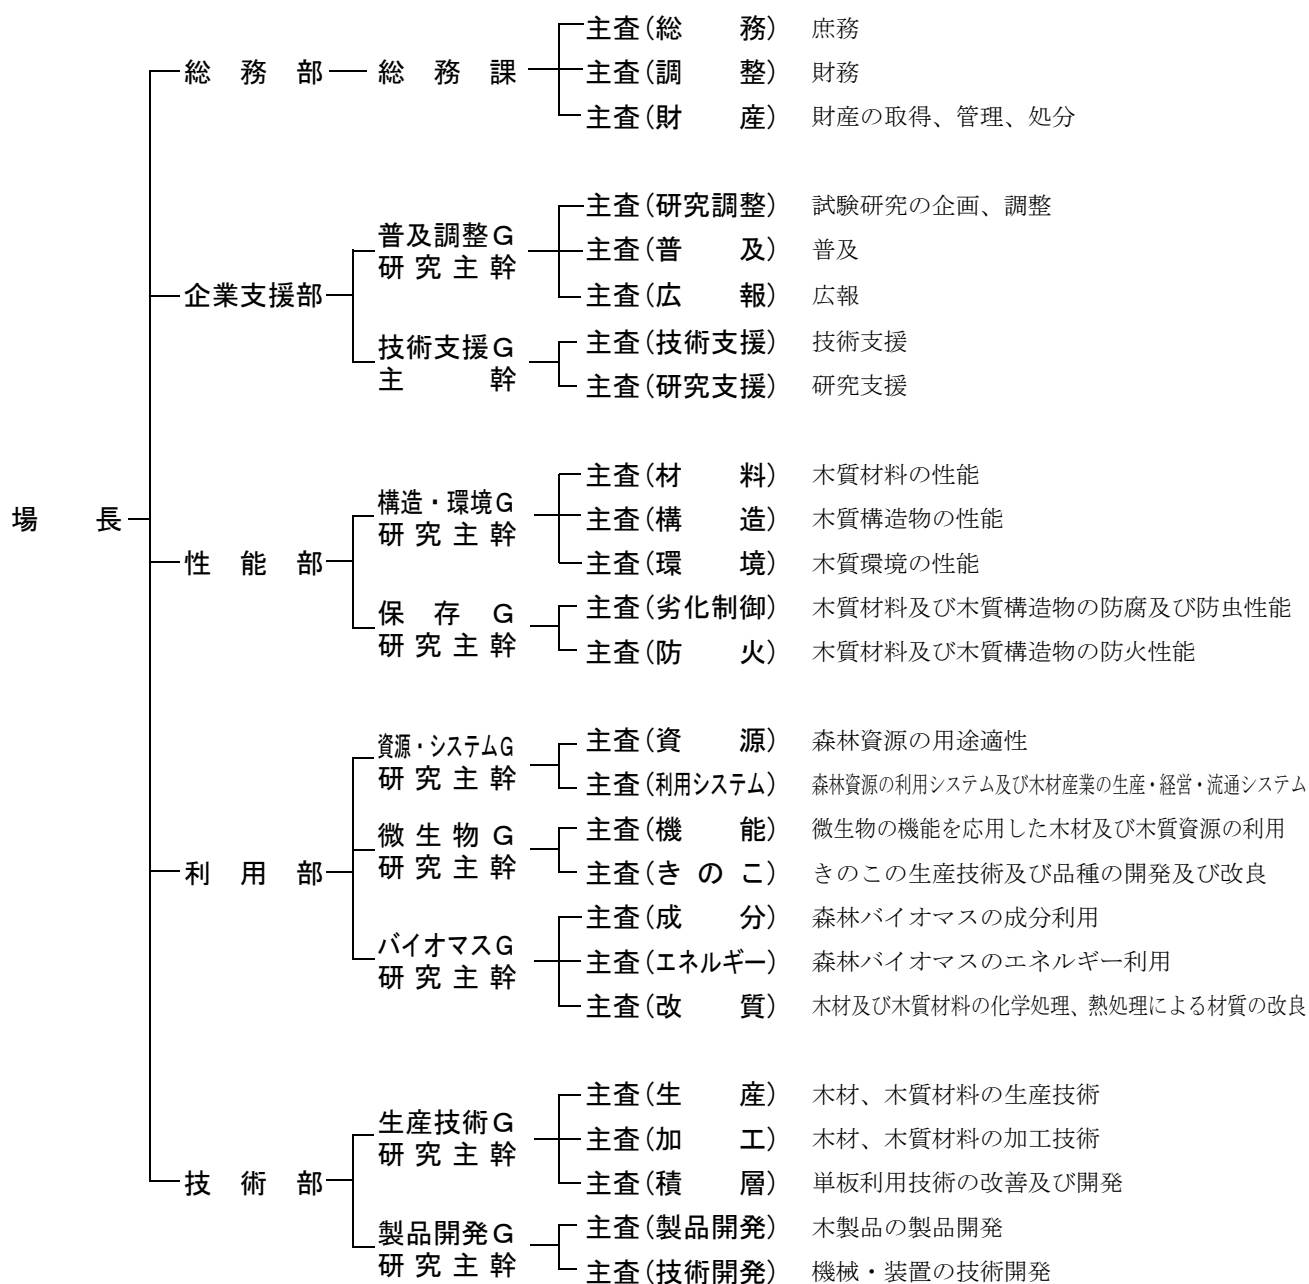 主査(総務) 庶務
総務部 総務課 主査(調整) 財務
主査(財産) 財産の取得、管理、処分
主査(研究調整) 試験研究の企画、調整
普及調整G
研究主幹
主査(普及) 普及
企業支援部
主査(広報) 広報
技術支援G
主幹
主査(技術支援) 技術支援
主査(研究支援) 研究支援
場長
主査(材料) 木質材料の性能
構造・環境G
研究主幹
主査(構造) 木質構造物の性能
性能部
主査(環境) 木質環境の性能
保存G
研究主幹
主査(劣化制御) 木質材料及び木質構造物の防腐及び防虫性能
主査(防火) 木質材料及び木質構造物の防火性能
資源・システムG
研究主幹
主査(資源) 森林資源の用途適性
主査(利用システム) 森林資源の利用システム及び木材産業の生産・経営・流通システム
微生物G
研究主幹
主査(機能) 微生物の機能を応用した木材及び木質資源の利用
利用部
主査(きのこ) きのこの生産技術及び品種の開発及び改良
バイオマスG
研究主幹
主査(成分) 森林バイオマスの成分利用
主査(エネルギー) 森林バイオマスのエネルギー利用
主査(改質) 木材及び木質材料の化学処理、熱処理による材質の改良
生産技術G
研究主幹
主査(生産) 木材、木質材料の生産技術
主査(加工) 木材、木質材料の加工技術
技術部
主査(積層) 単板利用技術の改善及び開発
製品開発G
研究主幹
主査(製品開発) 木製品の製品開発
主査(技術開発) 機械・装置の技術開発